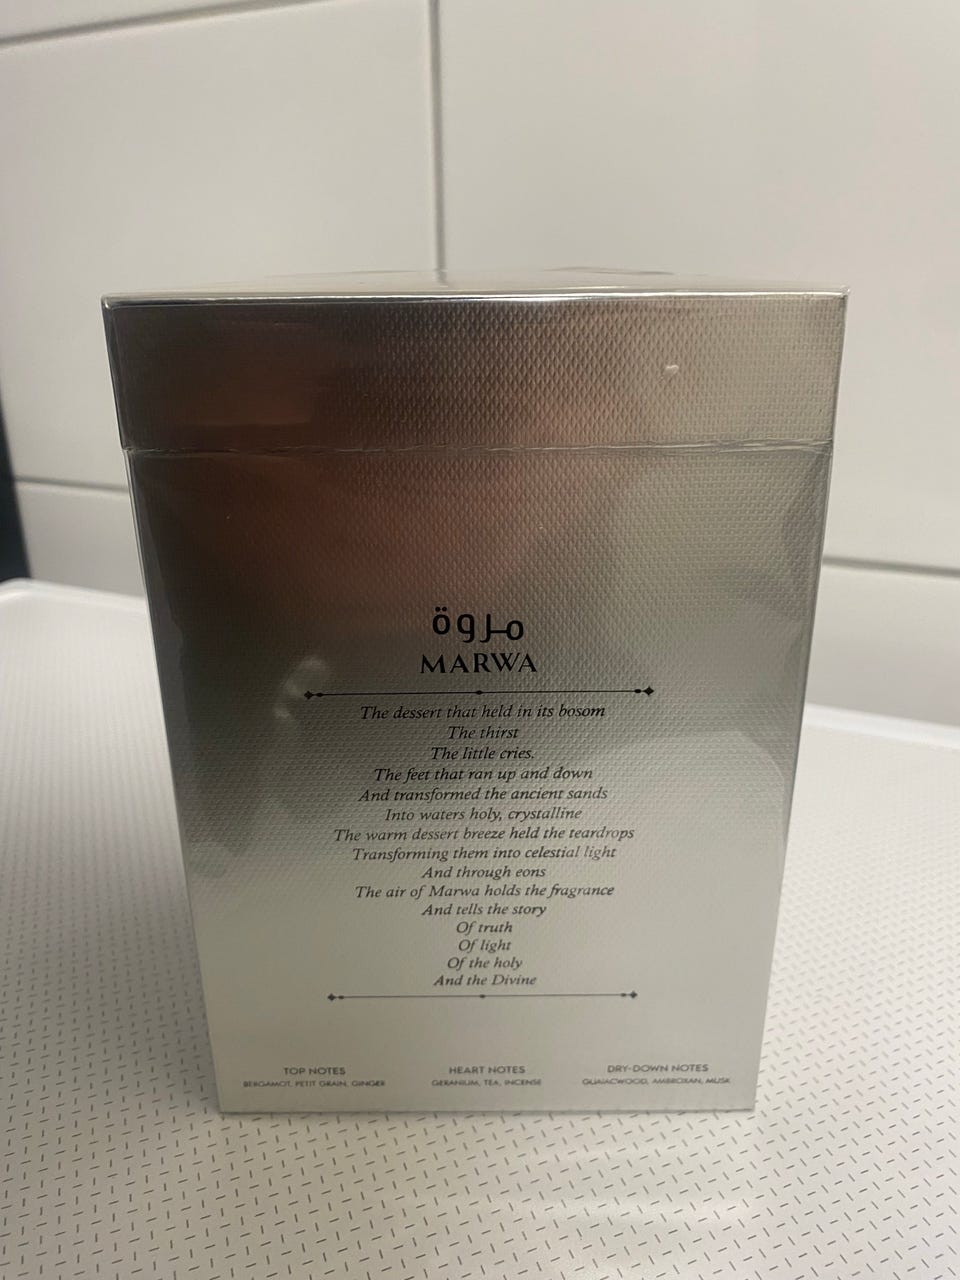 مروة
MARWA
The dessert that held in its bosom
The thirst
The little cries.
The feet that ran up and down
And transformed the ancient sands
Into waters holy, crystalline
The warm dessert breeze held the teardrops
Transforming them into celestial light
And through eons
The air of Marwa holds the fragrance
And tells the story
Of truth
Of light
Of the holy
And the Divine
TOP NOTES
BERGAMOT, PETIT GRAIN, GINGER
HEART NOTES
GERANIUM, TEA, INCENSE
DRY-DOWN NOTES
GUAIACWOOD, AMBROXAN, MUSK